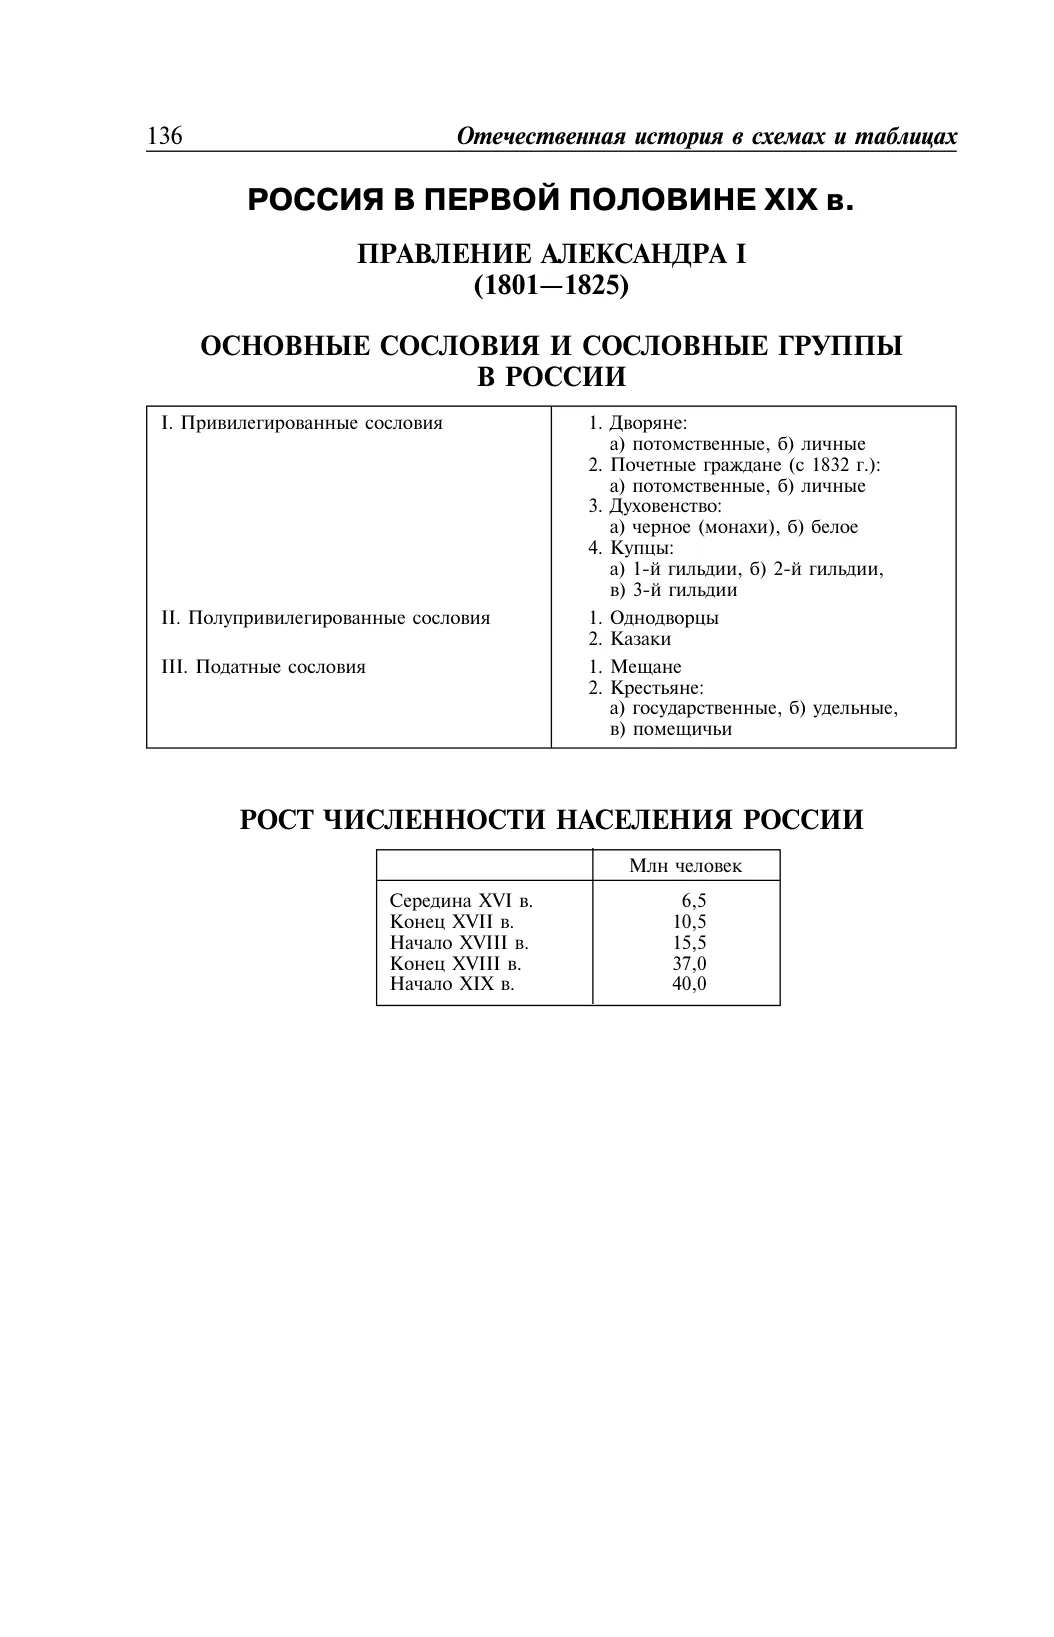 136 Отечественная история в схемах и таблицах
РОССИЯ В ПЕРВОЙ ПОЛОВИНЕ XIX в.
ПРАВЛЕНИЕ АЛЕКСАНДРА I
(1801—1825)
ОСНОВНЫЕ СОСЛОВИЯ И СОСЛОВНЫЕ ГРУППЫ
В РОССИИ
I. Привилегированные сословия 1. Дворяне:
а) потомственные, б) личные
2. Почетные граждане (с 1832 г.):
а) потомственные, б) личные
3. Духовенство:
а) черное (монахи), б) белое
4. Купцы:
а) 1-й гильдии, б) 2-й гильдии,
в) 3-й гильдии
II. Полупривилегированные сословия 1. Однодворцы
2. Казаки
III. Податные сословия 1. Мещане
2. Крестьяне:
а) государственные, б) удельные,
в) помещичьи
РОСТ ЧИСЛЕННОСТИ НАСЕЛЕНИЯ РОССИИ
Млн человек
Середина XVI в. 6,5
Конец XVII в. 10,5
Начало XVIII в. 15,5
Конец XVIII в. 37,0
Начало XIX в. 40,0